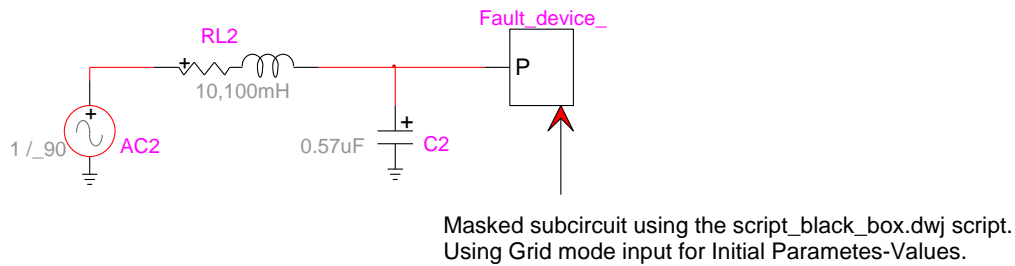 Fault_device_
RL2
P
10,100mH
1 /_90
AC2
0.57uF
C2
Masked subcircuit using the script_black_box.dwj script.
Using Grid mode input for Initial Parametes-Values.